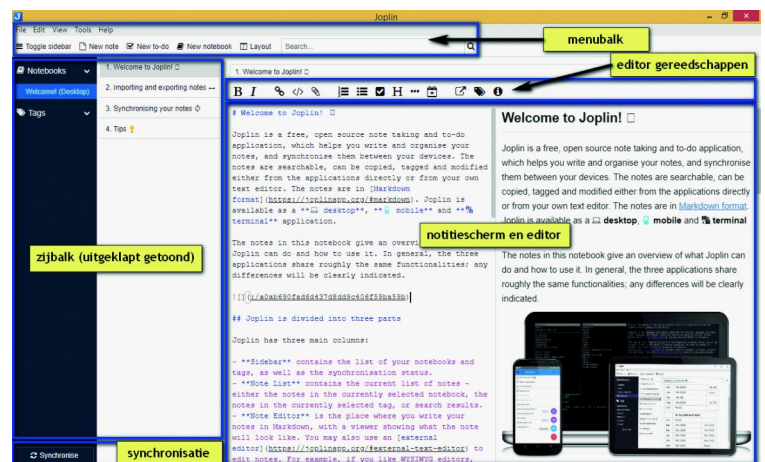 Joplin
File Edit View Tools Help
Toggle sidebar New note New to-do New notebook Layout Search...
menubalk
Notebooks
Welcome! (Desktop)
Tags
1. Welcome to Joplin!
2. Importing and exporting notes ↔
3. Synchronising your notes
4. Tips
1. Welcome to Joplin!
editor gereedschappen
B I H
# Welcome to Joplin!
Joplin is a free, open source note taking and to-do
application, which helps you write and organise your
notes, and synchronise them between your devices. The
notes are searchable, can be copied, tagged and modified
either from the applications directly or from your own
text editor. The notes are in [Markdown
format](https://joplinapp.org/#markdown). Joplin is
available as a **desktop**, **mobile** and **
terminal** application.
The notes in this notebook give an overview of what
Joplin can do and how to use it. In general, the three
applications share roughly the same functionalities; any
differences will be clearly indicated.
![](:/a0ab690fad6d437d8dd9c406f59ba59b)
## Joplin is divided into three parts
Joplin has three main columns:
- **Sidebar** contains the list of your notebooks and
tags, as well as the synchronisation status.
- **Note List** contains the current list of notes -
either the notes in the currently selected notebook, the
notes in the currently selected tag, or search results.
- **Note Editor** is the place where you write your
notes in Markdown, with a viewer showing what the note
will look like. You may also use an [external
editor](https://joplinapp.org/#external-text-editor) to
edit notes. For example, if you like WYSIWYG editors,
Welcome to Joplin!
Joplin is a free, open source note taking and to-do application,
which helps you write and organise your notes, and synchronise
them between your devices. The notes are searchable, can be
copied, tagged and modified either from the applications directly
or from your own text editor. The notes are in Markdown format.
Joplin is available as a desktop, mobile and terminal
notitiescherm en editor
The notes in this notebook give an overview of what Joplin can
do and how to use it. In general, the three applications share
roughly the same functionalities; any differences will be clearly
indicated.
zijbalk (uitgeklapt getoond)
Synchronise
synchronisatie